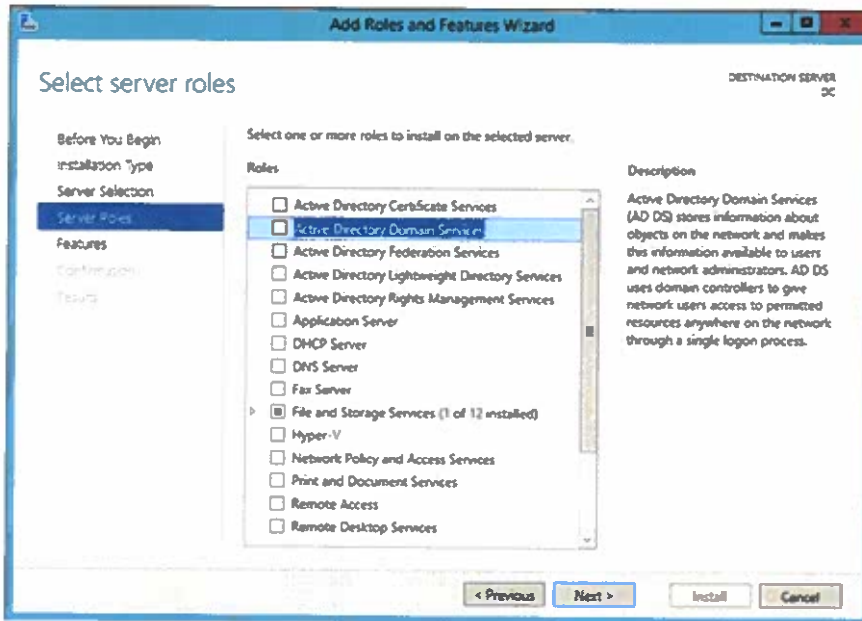 Add Roles and Features Wizard
Select server roles
DESTINATION SERVER
DC
Before You Begin
Installation Type
Server Selection
Server Roles
Features
Confirmation
Results
Select one or more roles to install on the selected server.
Roles
Active Directory Certificate Services
Active Directory Domain Services
Active Directory Federation Services
Active Directory Lightweight Directory Services
Active Directory Rights Management Services
Application Server
DHCP Server
DNS Server
Fax Server
File and Storage Services (1 of 12 installed)
Hyper-V
Network Policy and Access Services
Print and Document Services
Remote Access
Remote Desktop Services
Description
Active Directory Domain Services
(AD DS) stores information about
objects on the network and makes
this information available to users
and network administrators. AD DS
uses domain controllers to give
network users access to permitted
resources anywhere on the network
through a single logon process.
< Previous
Next >
Install
Cancel